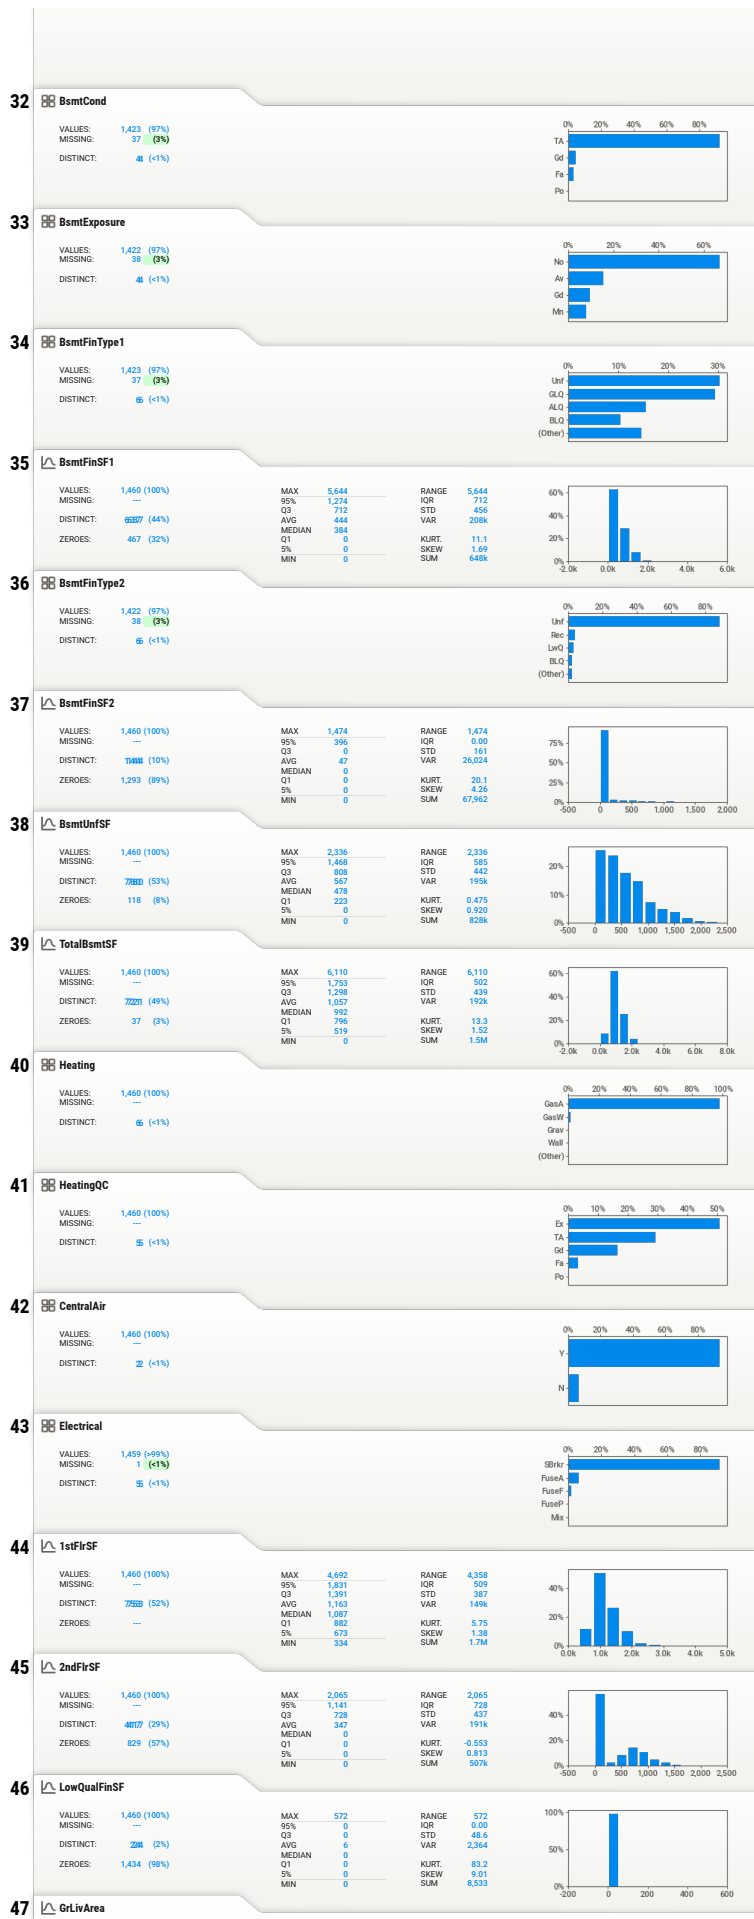 32 BsmtCond
VALUES: 1,423 (97%)
MISSING: 37 (3%)
DISTINCT: (<1%)
0% 20% 40% 60% 80%
TA
Gd
Fa
Po
33 BsmtExposure
VALUES: 1,422 (97%)
MISSING: 38 (3%)
DISTINCT: (<1%)
0% 20% 40% 60%
No
Av
Gd
Mn
34 BsmtFinType1
VALUES: 1,423 (97%)
MISSING: 37 (3%)
DISTINCT: (<1%)
0% 10% 20% 30%
Unf
GLQ
ALQ
BLQ
(Other)
35 BsmtFinSF1
VALUES: 1,460 (100%)
MISSING: ---
DISTINCT: (44%)
ZEROES: 467 (32%)
MAX 5,644
95% 1,274
Q3 712
AVG 444
MEDIAN 384
Q1 0
5% 0
MIN 0
RANGE 5,644
IQR 712
STD 456
VAR 208k
KURT. 11.1
SKEW 1.69
SUM 648k
60%
40%
20%
0%
-2.0k 0.0k 2.0k 4.0k 6.0k
36 BsmtFinType2
VALUES: 1,422 (97%)
MISSING: 38 (3%)
DISTINCT: (<1%)
0% 20% 40% 60% 80%
Unf
Rec
LwQ
BLQ
(Other)
37 BsmtFinSF2
VALUES: 1,460 (100%)
MISSING: ---
DISTINCT: (10%)
ZEROES: 1,293 (89%)
MAX 1,474
95% 396
Q3 0
AVG 47
MEDIAN 0
Q1 0
5% 0
MIN 0
RANGE 1,474
IQR 0.00
STD 161
VAR 26,024
KURT. 20.1
SKEW 4.26
SUM 67,962
75%
50%
25%
0%
-500 0 500 1,000 1,500 2,000
38 BsmtUnfSF
VALUES: 1,460 (100%)
MISSING: ---
DISTINCT: (53%)
ZEROES: 118 (8%)
MAX 2,336
95% 1,468
Q3 808
AVG 567
MEDIAN 478
Q1 223
5% 0
MIN 0
RANGE 2,336
IQR 585
STD 442
VAR 195k
KURT. 0.475
SKEW 0.920
SUM 828k
20%
10%
0%
-500 0 500 1,000 1,500 2,000 2,500
39 TotalBsmtSF
VALUES: 1,460 (100%)
MISSING: ---
DISTINCT: (49%)
ZEROES: 37 (3%)
MAX 6,110
95% 1,753
Q3 1,298
AVG 1,057
MEDIAN 992
Q1 796
5% 519
MIN 0
RANGE 6,110
IQR 502
STD 439
VAR 192k
KURT. 13.3
SKEW 1.52
SUM 1.5M
60%
40%
20%
0%
-2.0k 0.0k 2.0k 4.0k 6.0k 8.0k
40 Heating
VALUES: 1,460 (100%)
MISSING: ---
DISTINCT: (<1%)
0% 20% 40% 60% 80% 100%
GasA
GasW
Grav
Wall
(Other)
41 HeatingQC
VALUES: 1,460 (100%)
MISSING: ---
DISTINCT: (<1%)
0% 10% 20% 30% 40% 50%
Ex
TA
Gd
Fa
Po
42 CentralAir
VALUES: 1,460 (100%)
MISSING: ---
DISTINCT: (<1%)
0% 20% 40% 60% 80%
Y
N
43 Electrical
VALUES: 1,459 (>99%)
MISSING: 1 (<1%)
DISTINCT: (<1%)
0% 20% 40% 60% 80%
SBrkr
FuseA
FuseF
FuseP
Mix
44 1stFlrSF
VALUES: 1,460 (100%)
MISSING: ---
DISTINCT: (52%)
ZEROES: ---
MAX 4,692
95% 1,831
Q3 1,391
AVG 1,163
MEDIAN 1,087
Q1 882
5% 673
MIN 334
RANGE 4,358
IQR 509
STD 387
VAR 149k
KURT. 5.75
SKEW 1.38
SUM 1.7M
40%
20%
0%
0.0k 1.0k 2.0k 3.0k 4.0k 5.0k
45 2ndFlrSF
VALUES: 1,460 (100%)
MISSING: ---
DISTINCT: (29%)
ZEROES: 829 (57%)
MAX 2,065
95% 1,141
Q3 728
AVG 347
MEDIAN 0
Q1 0
5% 0
MIN 0
RANGE 2,065
IQR 728
STD 437
VAR 191k
KURT. -0.553
SKEW 0.813
SUM 507k
40%
20%
0%
-500 0 500 1,000 1,500 2,000 2,500
46 LowQualFinSF
VALUES: 1,460 (100%)
MISSING: ---
DISTINCT: (2%)
ZEROES: 1,434 (98%)
MAX 572
95% 0
Q3 0
AVG 6
MEDIAN 0
Q1 0
5% 0
MIN 0
RANGE 572
IQR 0.00
STD 48.6
VAR 2,364
KURT. 83.2
SKEW 9.01
SUM 8,533
100%
50%
0%
-200 0 200 400 600
47 GrLivArea